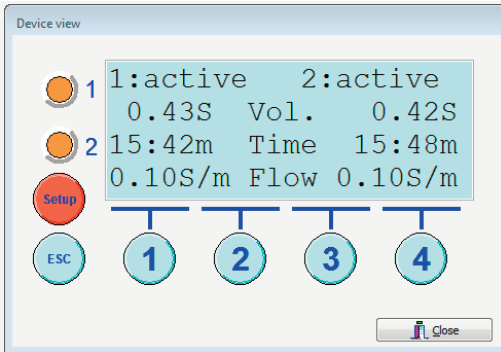 Device view
1
1:active 2:active
0.43S Vol. 0.42S
2
15:42m Time 15:48m
0.10S/m Flow 0.10S/m
Setup
ESC
1 2 3 4
Close